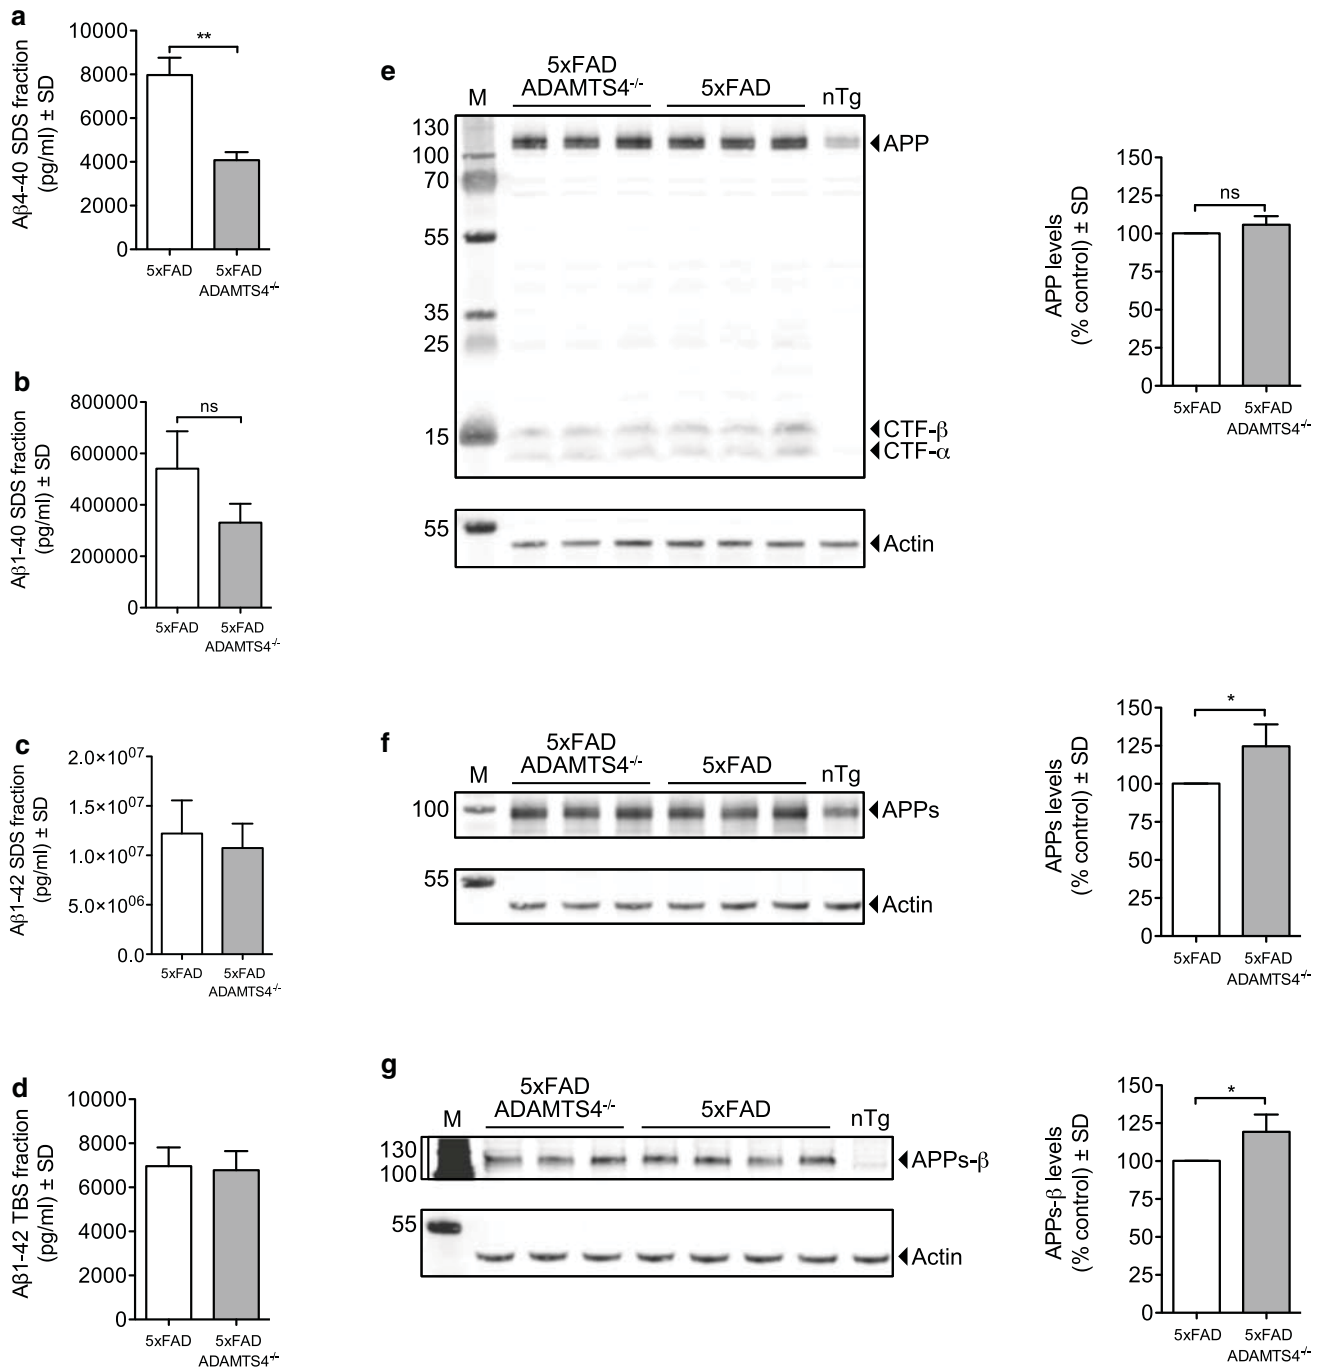 a
Aβ4-40 SDS fraction
(pg/ml) ± SD
10000
8000
6000
4000
2000
0
**
5xFAD
5xFAD
ADAMTS4-/-
b
Aβ1-40 SDS fraction
(pg/ml) ± SD
800000
600000
400000
200000
0
ns
5xFAD
5xFAD
ADAMTS4-/-
c
Aβ1-42 SDS fraction
(pg/ml) ± SD
2.0×10^07
1.5×10^07
1.0×10^07
5.0×10^06
0.0
5xFAD
5xFAD
ADAMTS4-/-
d
Aβ1-42 TBS fraction
(pg/ml) ± SD
10000
8000
6000
4000
2000
0
5xFAD
5xFAD
ADAMTS4-/-
e
5xFAD
ADAMTS4-/-
5xFAD
M
nTg
130
100
70
55
35
25
15
APP
CTF-β
CTF-α
55
Actin
APP levels
(% control) ± SD
150
125
100
75
50
25
0
ns
5xFAD
5xFAD
ADAMTS4-/-
f
5xFAD
ADAMTS4-/-
5xFAD
M
nTg
100
APPs
55
Actin
APPs levels
(% control) ± SD
150
125
100
75
50
25
0
*
5xFAD
5xFAD
ADAMTS4-/-
g
5xFAD
ADAMTS4-/-
5xFAD
M
nTg
130
100
APPs-β
55
Actin
APPs-β levels
(% control) ± SD
150
125
100
75
50
25
0
*
5xFAD
5xFAD
ADAMTS4-/-